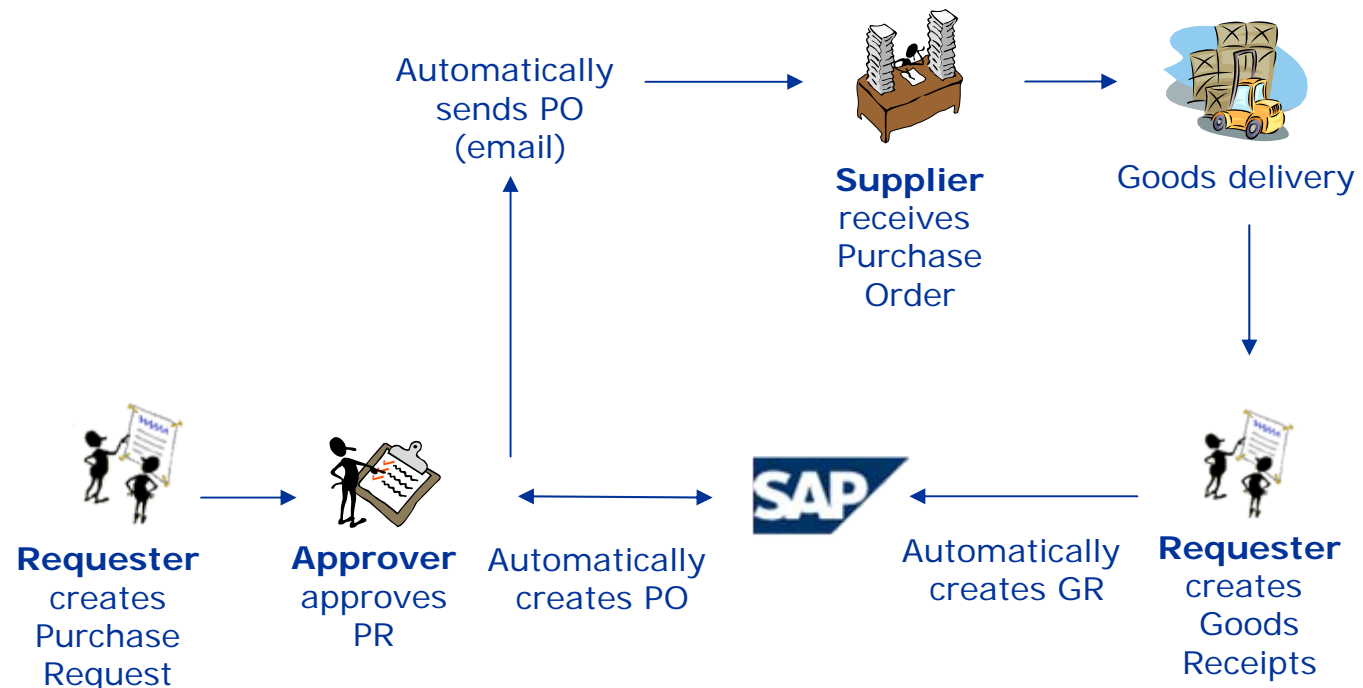 Automatically
sends PO
(email)
Supplier
receives
Purchase
Order
Goods delivery
Requester
creates
Purchase
Request
Approver
approves
PR
Automatically
creates PO
SAP
Automatically
creates GR
Requester
creates
Goods
Receipts